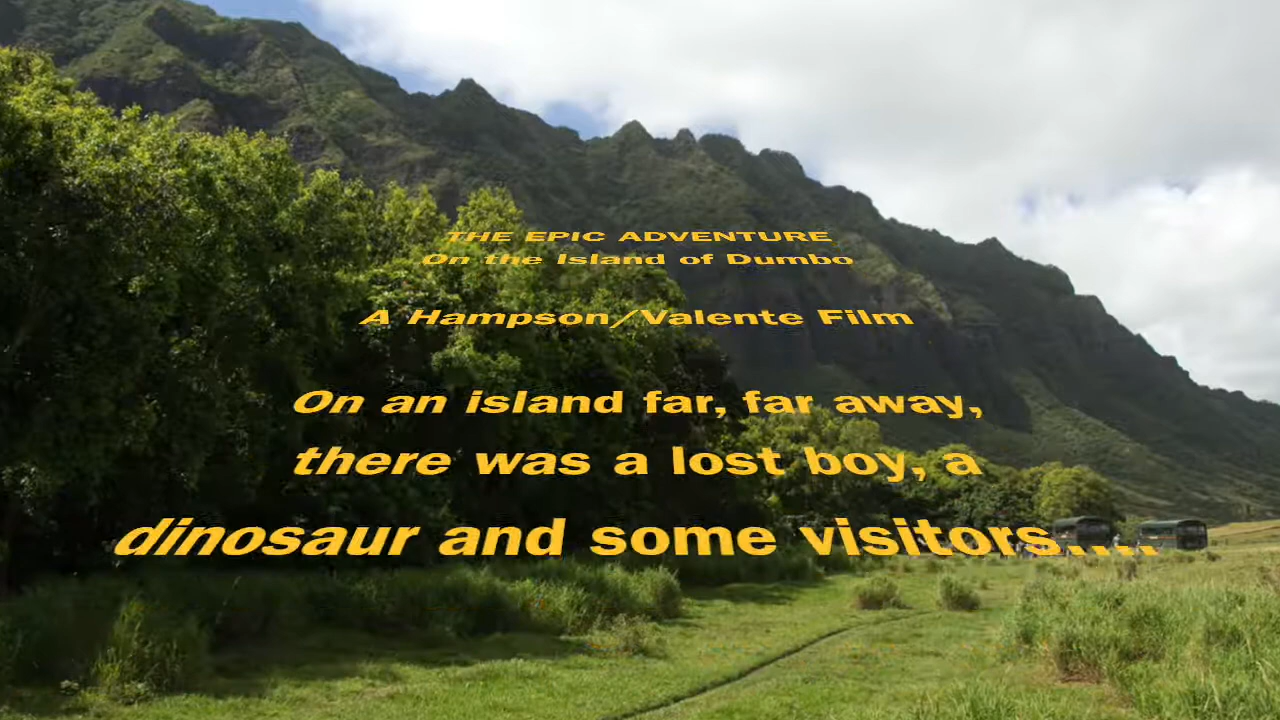 THE EPIC ADVENTURE
On the Island of Dumbo
A Hampson/Valente Film
On an island far, far away,
there was a lost boy, a
dinosaur and some visitors....